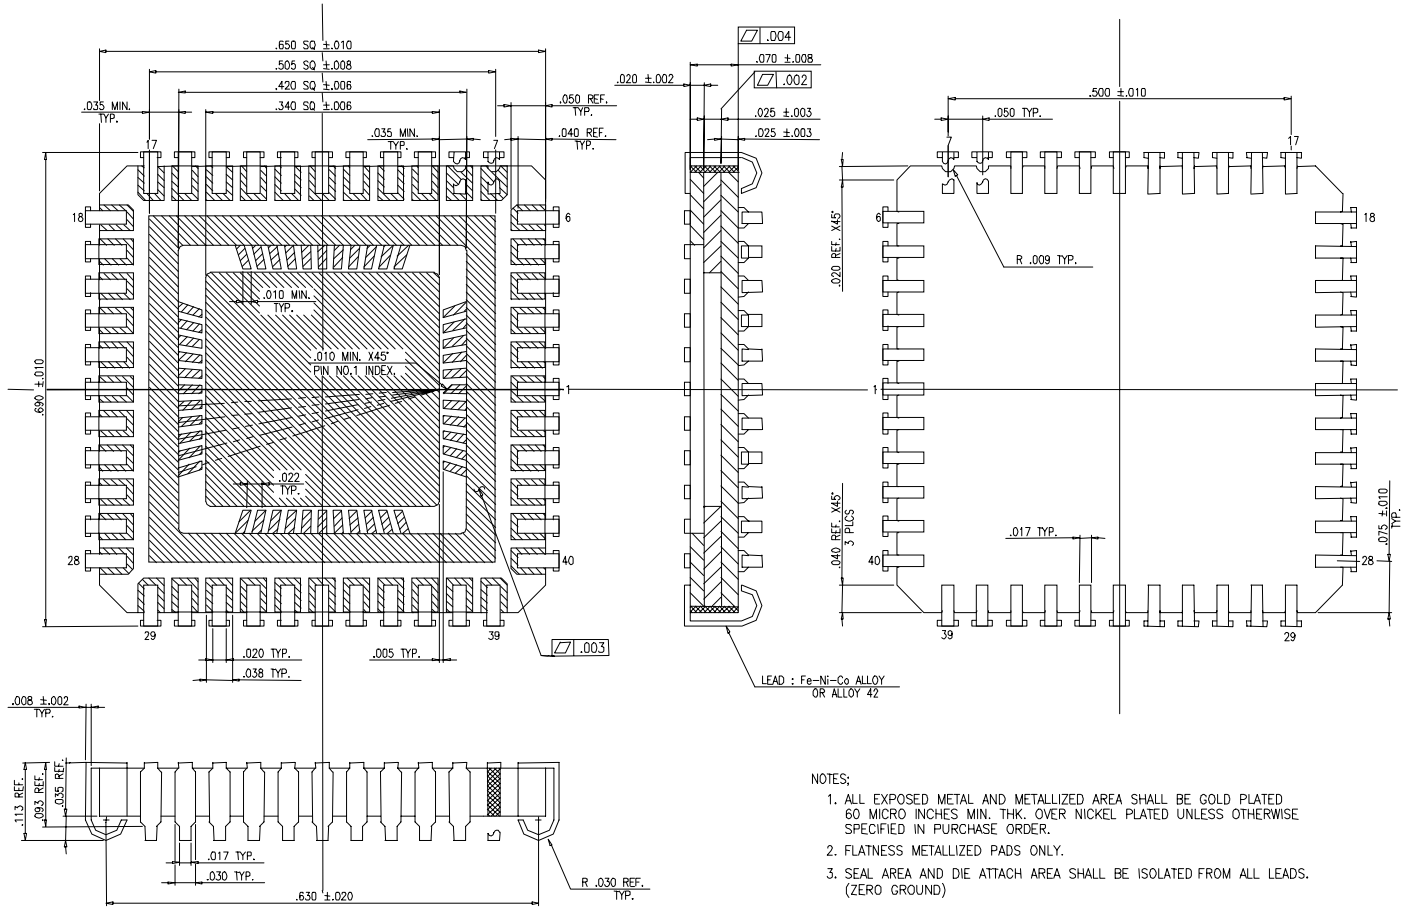 .650 SQ ±.010
.505 SQ ±.008
.420 SQ ±.006
.340 SQ ±.006
.035 MIN.
TYP.
.035 MIN.
TYP.
.050 REF.
TYP.
.040 REF.
TYP.
17
7
18
6
.010 MIN.
TYP.
.010 MIN. X45°
PIN NO.1 INDEX.
1
.690 ±.010
.022
TYP.
28
40
29
39
.020 TYP.
.038 TYP.
.005 TYP.
.003
.004
.070 ±.008
.002
.020 ±.002
.025 ±.003
.025 ±.003
LEAD : Fe-Ni-Co ALLOY
OR ALLOY 42
.500 ±.010
.050 TYP.
7
17
6
18
.020 REF. X45°
R .009 TYP.
1
.040 REF. X45°
3 PLCS
.017 TYP.
.075 ±.010
TYP.
40
28
39
29
.008 ±.002
TYP.
.113 REF.
.093 REF.
.035 REF.
.017 TYP.
.030 TYP.
.630 ±.020
R .030 REF.
TYP.
NOTES;
1. ALL EXPOSED METAL AND METALLIZED AREA SHALL BE GOLD PLATED
60 MICRO INCHES MIN. THK. OVER NICKEL PLATED UNLESS OTHERWISE
SPECIFIED IN PURCHASE ORDER.
2. FLATNESS METALLIZED PADS ONLY.
3. SEAL AREA AND DIE ATTACH AREA SHALL BE ISOLATED FROM ALL LEADS.
(ZERO GROUND)